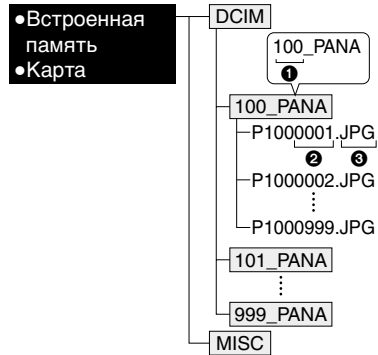 ●Встроенная
память
●Карта
DCIM
100_PANA
❶
100_PANA
P1000001.JPG
❷ ❸
P1000002.JPG
P1000999.JPG
101_PANA
999_PANA
MISC